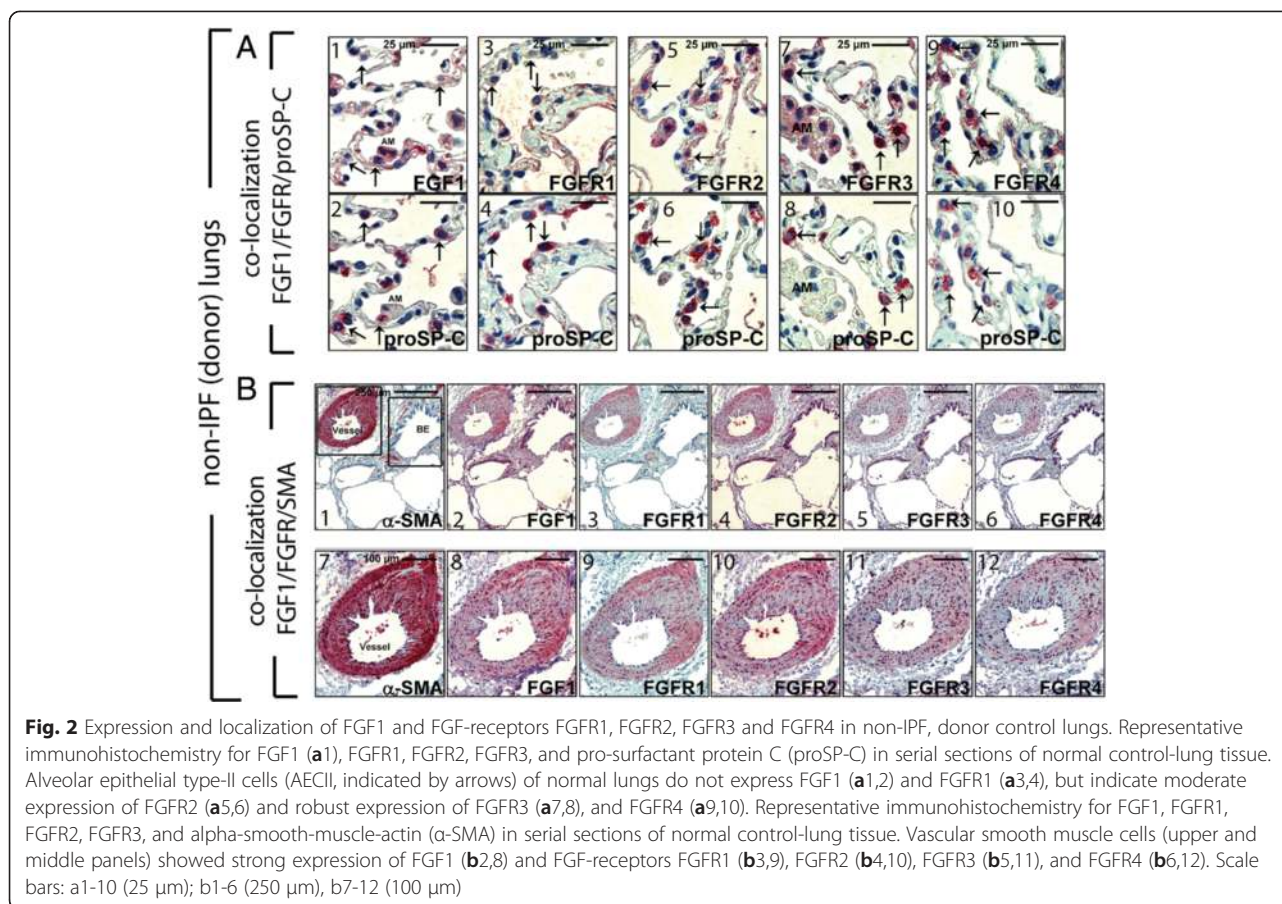 non-IPF (donor) lungs
A
co-localization
FGF1/FGFR/proSP-C
1
25 µm
AM
FGF1
3
25 µm
FGFR1
5
25 µm
FGFR2
7
25 µm
AM
FGFR3
9
25 µm
FGFR4
2
AM
proSP-C
4
proSP-C
6
proSP-C
8
AM
proSP-C
10
proSP-C
B
co-localization
FGF1/FGFR/SMA
250 µm
Vessel
BE
1
α-SMA
2
FGF1
3
FGFR1
4
FGFR2
5
FGFR3
6
FGFR4
7
100 µm
Vessel
α-SMA
8
FGF1
9
FGFR1
10
FGFR2
11
FGFR3
12
FGFR4
Fig. 2 Expression and localization of FGF1 and FGF-receptors FGFR1, FGFR2, FGFR3 and FGFR4 in non-IPF, donor control lungs. Representative
immunohistochemistry for FGF1 (a1), FGFR1, FGFR2, FGFR3, and pro-surfactant protein C (proSP-C) in serial sections of normal control-lung tissue.
Alveolar epithelial type-II cells (AECII, indicated by arrows) of normal lungs do not express FGF1 (a1,2) and FGFR1 (a3,4), but indicate moderate
expression of FGFR2 (a5,6) and robust expression of FGFR3 (a7,8), and FGFR4 (a9,10). Representative immunohistochemistry for FGF1, FGFR1,
FGFR2, FGFR3, and alpha-smooth-muscle-actin (α-SMA) in serial sections of normal control-lung tissue. Vascular smooth muscle cells (upper and
middle panels) showed strong expression of FGF1 (b2,8) and FGF-receptors FGFR1 (b3,9), FGFR2 (b4,10), FGFR3 (b5,11), and FGFR4 (b6,12). Scale
bars: a1-10 (25 µm); b1-6 (250 µm), b7-12 (100 µm)